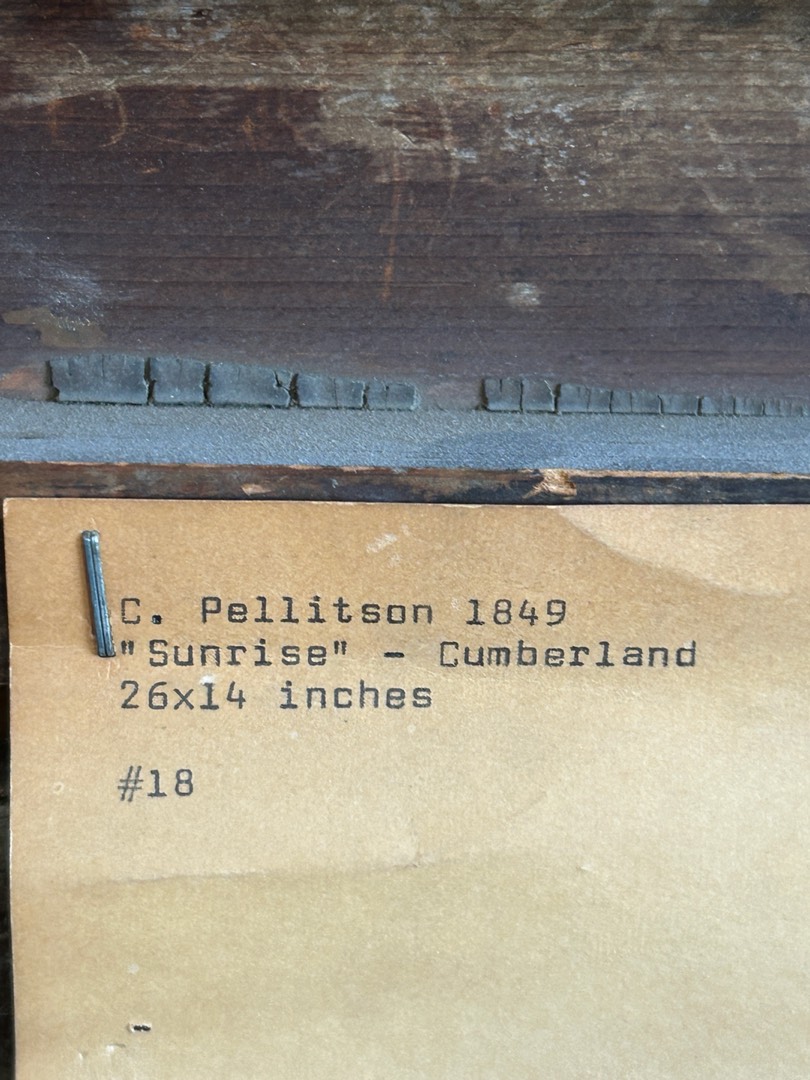 C. Pellitson 1849
"Sunrise" - Cumberland
26x14 inches
#18